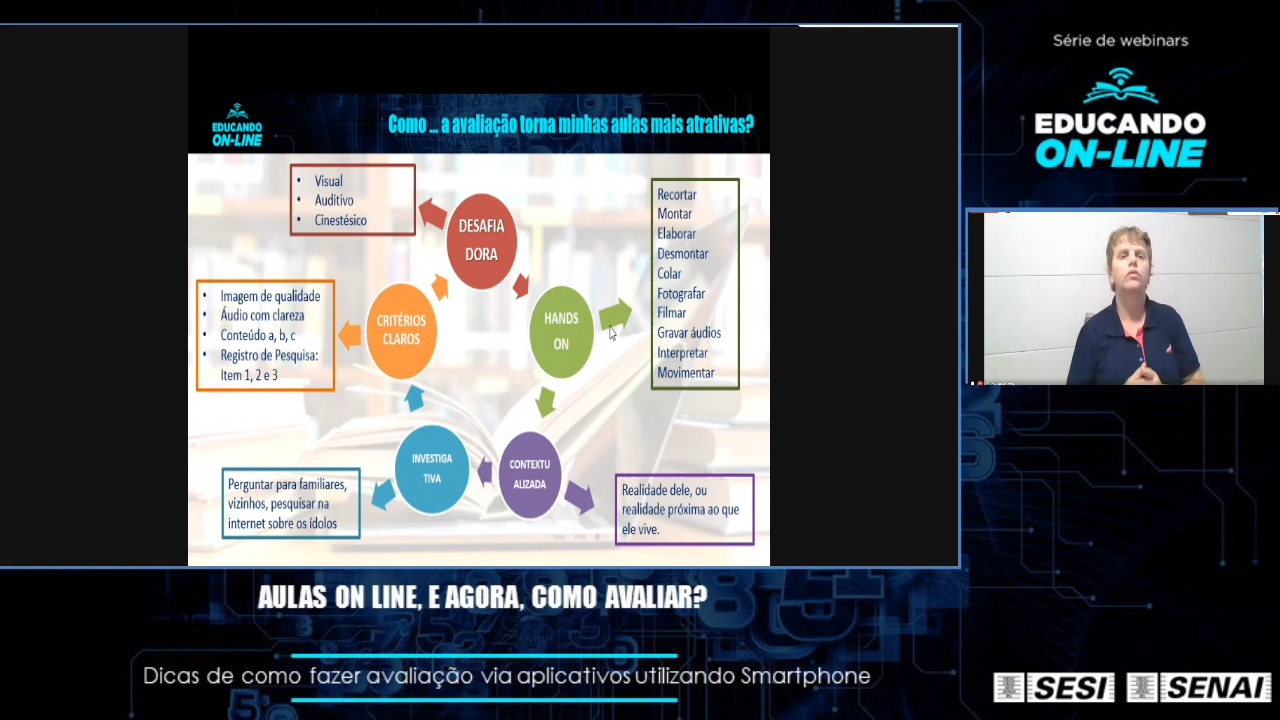 Série de webinars
EDUCANDO
ON-LINE
EDUCANDO
ON-LINE
Como ... a avaliação torna minhas aulas mais atrativas?
• Visual
• Auditivo
• Cinestésico
DESAFIA
DORA
Recortar
Montar
Elaborar
Desmontar
Colar
Fotografar
Filmar
Gravar áudios
Interpretar
Movimentar
• Imagem de qualidade
• Áudio com clareza
• Conteúdo a, b, c
• Registro de Pesquisa:
Item 1, 2 e 3
CRITÉRIOS
CLAROS
HANDS
ON
INVESTIGA
TIVA
CONTEXTU
ALIZADA
Perguntar para familiares,
vizinhos, pesquisar na
internet sobre os ídolos
Realidade dele, ou
realidade próxima ao que
ele vive.
AULAS ON LINE, E AGORA, COMO AVALIAR?
Dicas de como fazer avaliação via aplicativos utilizando Smartphone
SESI SENAI